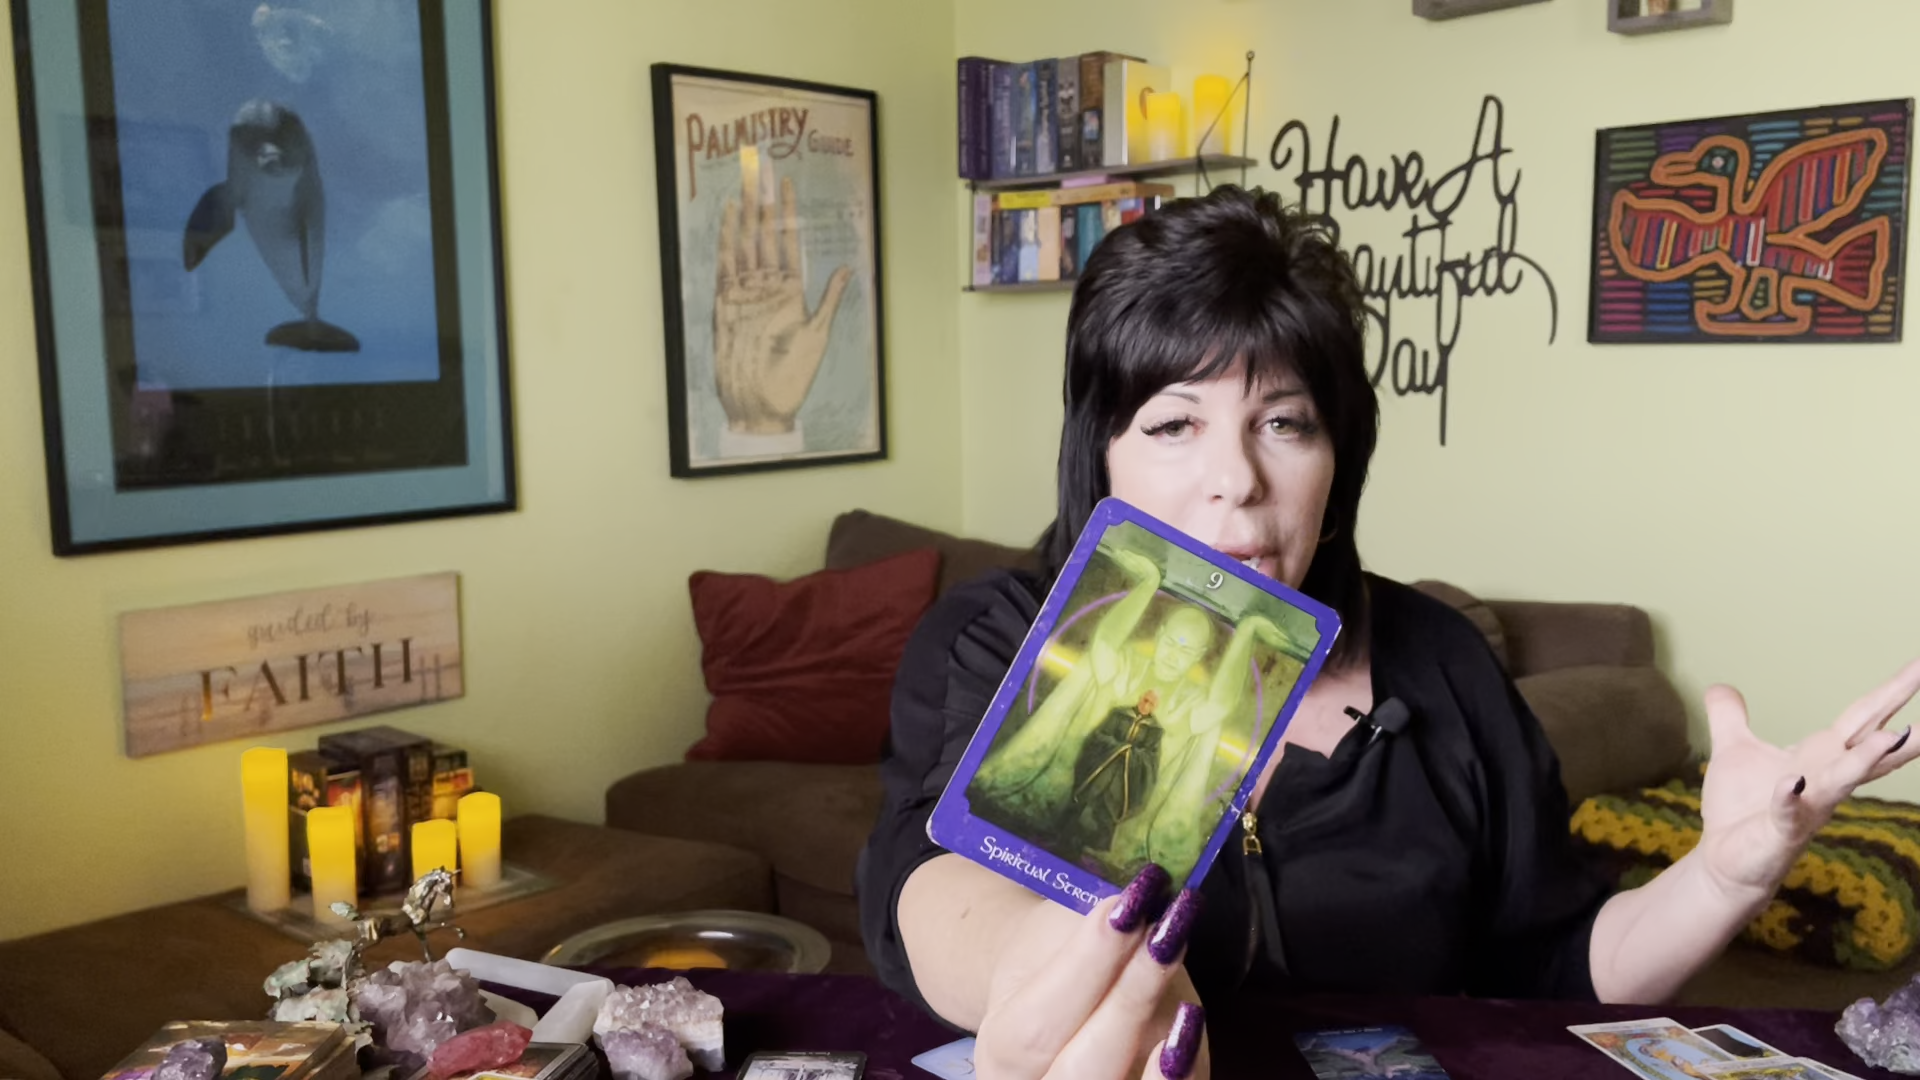 PALMISTRY GUIDE
Have A
Beautiful
Day
guided by
FAITH
9
Spiritual Stren